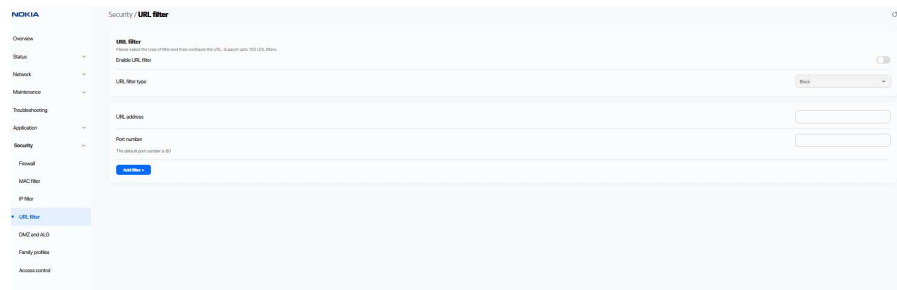 NOKIA
Security / URL filter
Overview
Status
Network
Maintenance
Troubleshooting
Application
Security
Firewall
MAC filter
IP filter
URL filter
DMZ and ALG
Family profiles
Access control
URL filter
Please select the type of filter and then configure the URL. Support upto 100 URL filters.
Enable URL filter
URL filter type
Block
URL address
Port number
The default port number is 80
Add filter +